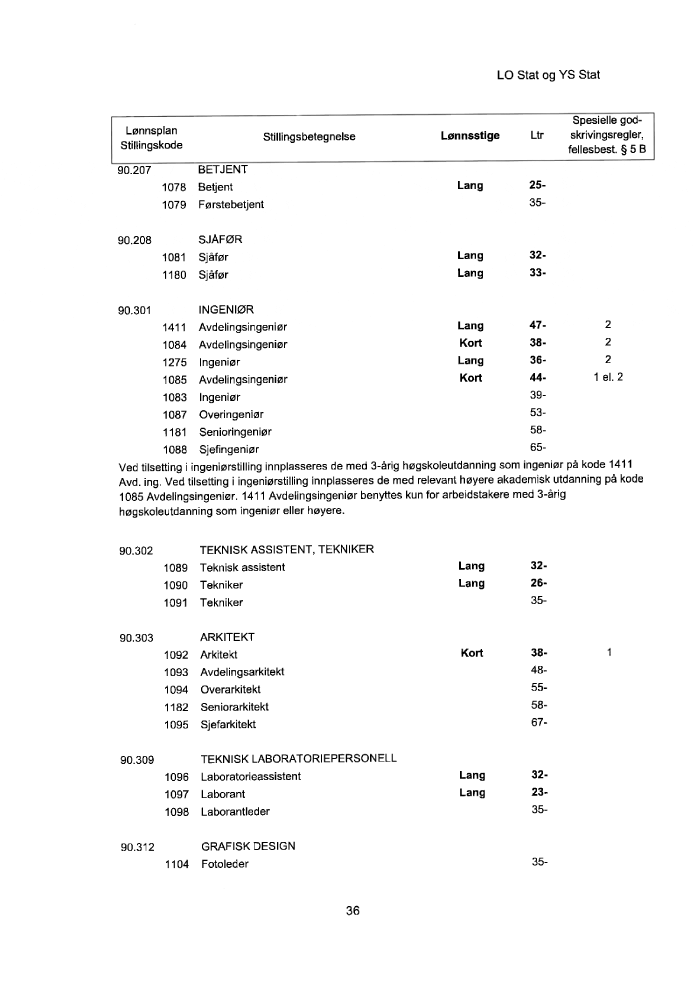 LO Stat og YS Stat
Lønnsplan Stillingskode Stillingsbetegnelse Lønnsstige Ltr Spesielle god-skrivingsregler, fellesbest. § 5 B
90.207 BETJENT
1078 Betjent Lang 25-
1079 Førstebetjent 35-
90.208 SJÅFØR
1081 Sjåfør Lang 32-
1180 Sjåfør Lang 33-
90.301 INGENIØR
1411 Avdelingsingeniør Lang 47- 2
1084 Avdelingsingeniør Kort 38- 2
1275 Ingeniør Lang 36- 2
1085 Avdelingsingeniør Kort 44- 1 el. 2
1083 Ingeniør 39-
1087 Overingeniør 53-
1181 Senioringeniør 58-
1088 Sjefingeniør 65-
Ved tilsetting i ingeniørstilling innplasseres de med 3-årig høgskoleutdanning som ingeniør på kode 1411
Avd. ing. Ved tilsetting i ingeniørstilling innplasseres de med relevant høyere akademisk utdanning på kode
1085 Avdelingsingeniør. 1411 Avdelingsingeniør benyttes kun for arbeidstakere med 3-årig
høgskoleutdanning som ingeniør eller høyere.
90.302 TEKNISK ASSISTENT, TEKNIKER
1089 Teknisk assistent Lang 32-
1090 Tekniker Lang 26-
1091 Tekniker 35-
90.303 ARKITEKT
1092 Arkitekt Kort 38- 1
1093 Avdelingsarkitekt 48-
1094 Overarkitekt 55-
1182 Seniorarkitekt 58-
1095 Sjefarkitekt 67-
90.309 TEKNISK LABORATORIEPERSONELL
1096 Laboratorieassistent Lang 32-
1097 Laborant Lang 23-
1098 Laborantleder 35-
90.312 GRAFISK DESIGN
1104 Fotoleder 35-
36